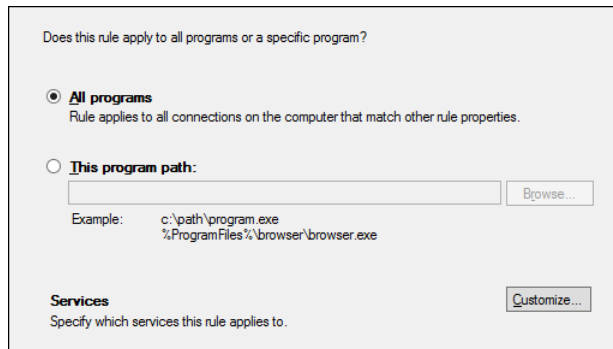 Does this rule apply to all programs or a specific program?
All programs
Rule applies to all connections on the computer that match other rule properties.
This program path:
Browse...
Example: c:\path\program.exe
%ProgramFiles%\browser\browser.exe
Services
Customize...
Specify which services this rule applies to.